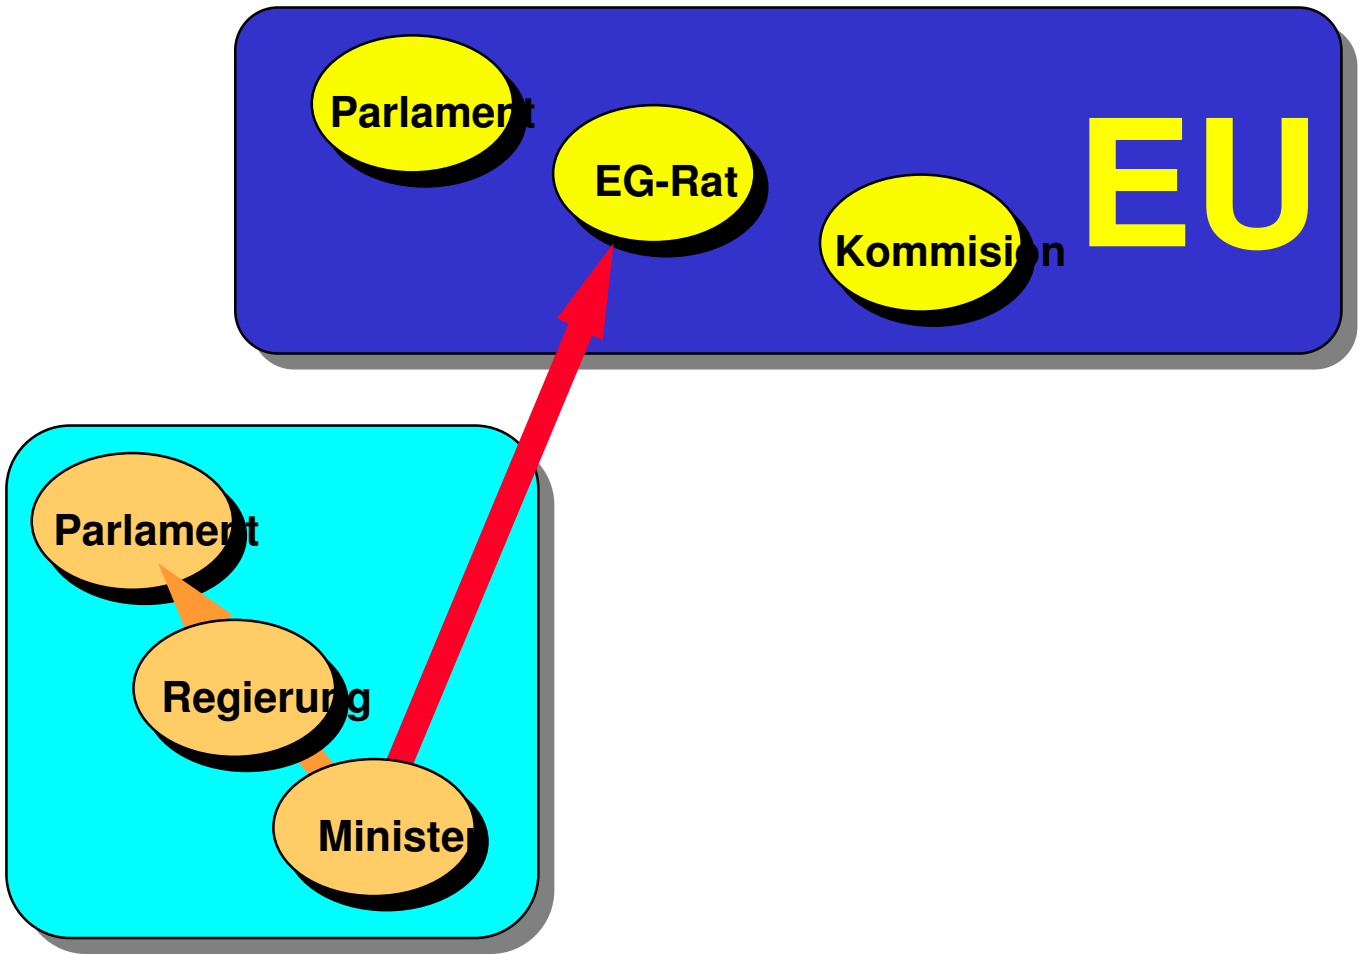 Parlament
EG-Rat
Kommision
EU
Parlament
Regierung
Minister